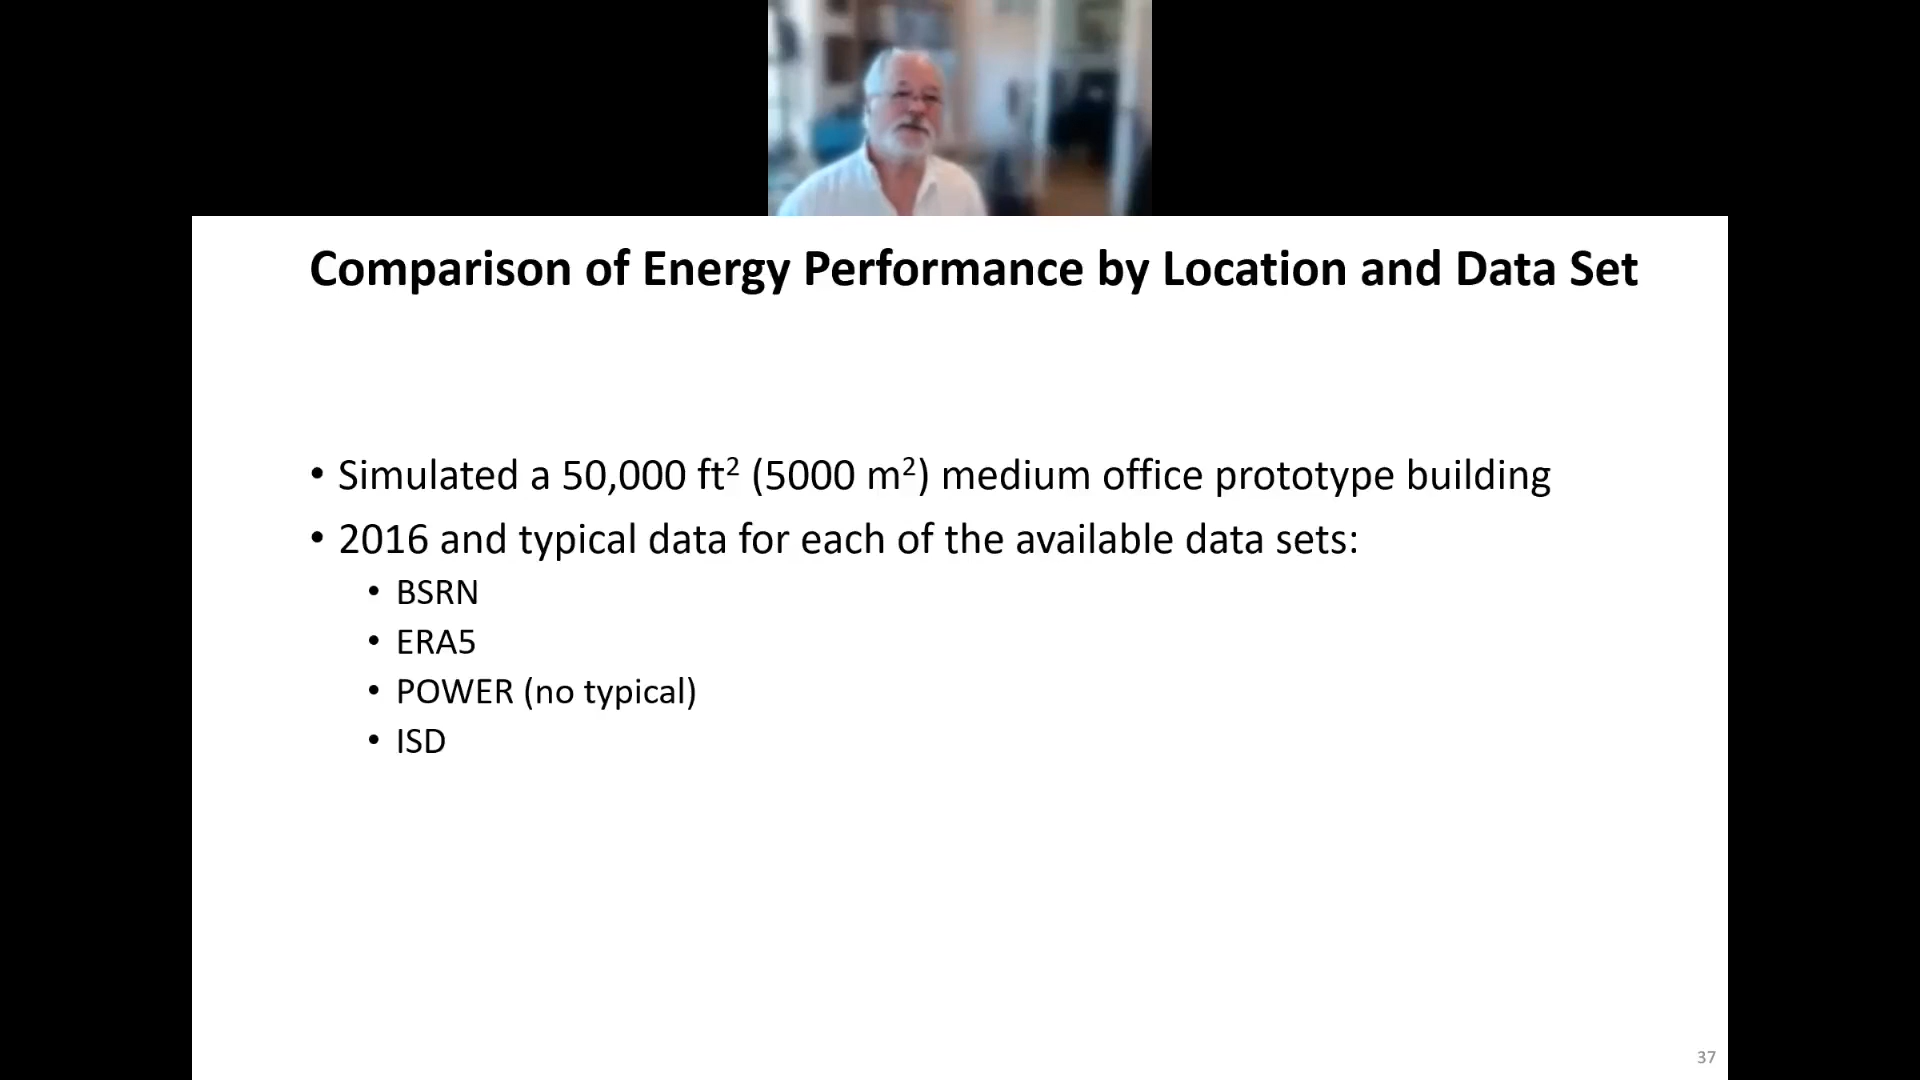 Comparison of Energy Performance by Location and Data Set
• Simulated a 50,000 ft² (5000 m²) medium office prototype building
• 2016 and typical data for each of the available data sets:
• BSRN
• ERA5
• POWER (no typical)
• ISD
37